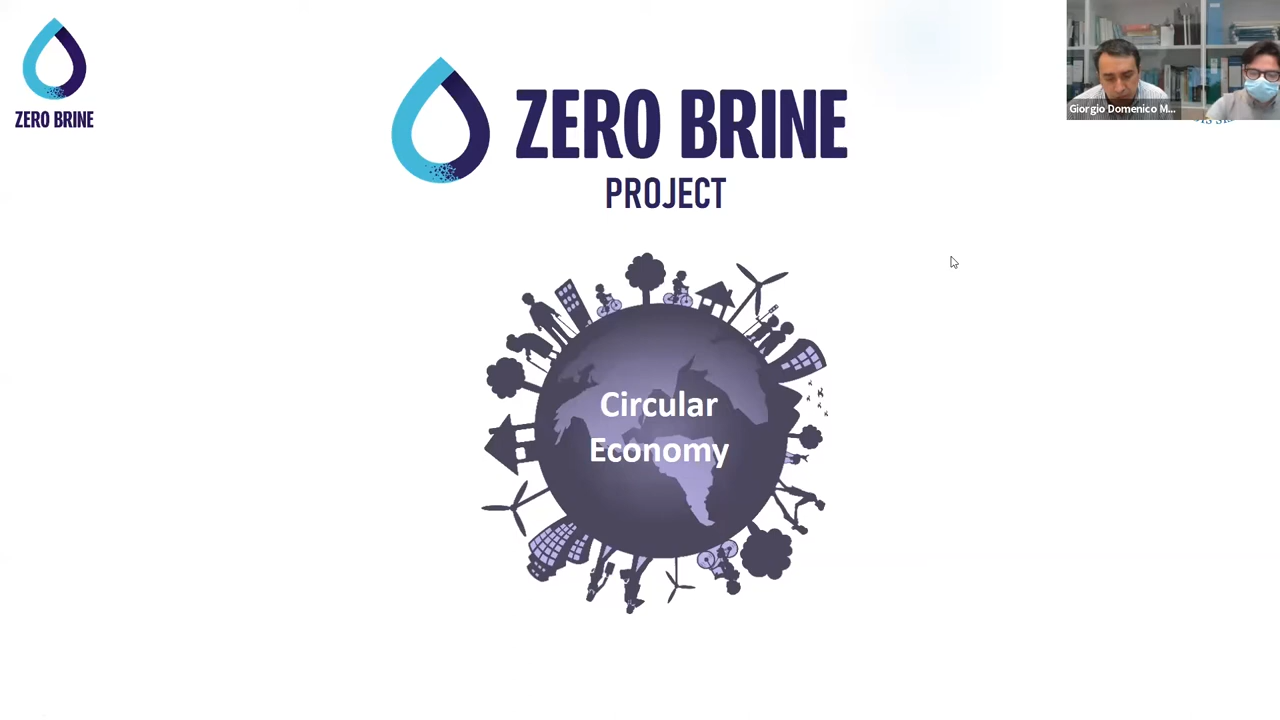 ZERO BRINE
ZERO BRINE
PROJECT
Giorgio Domenico M...
Circular
Economy